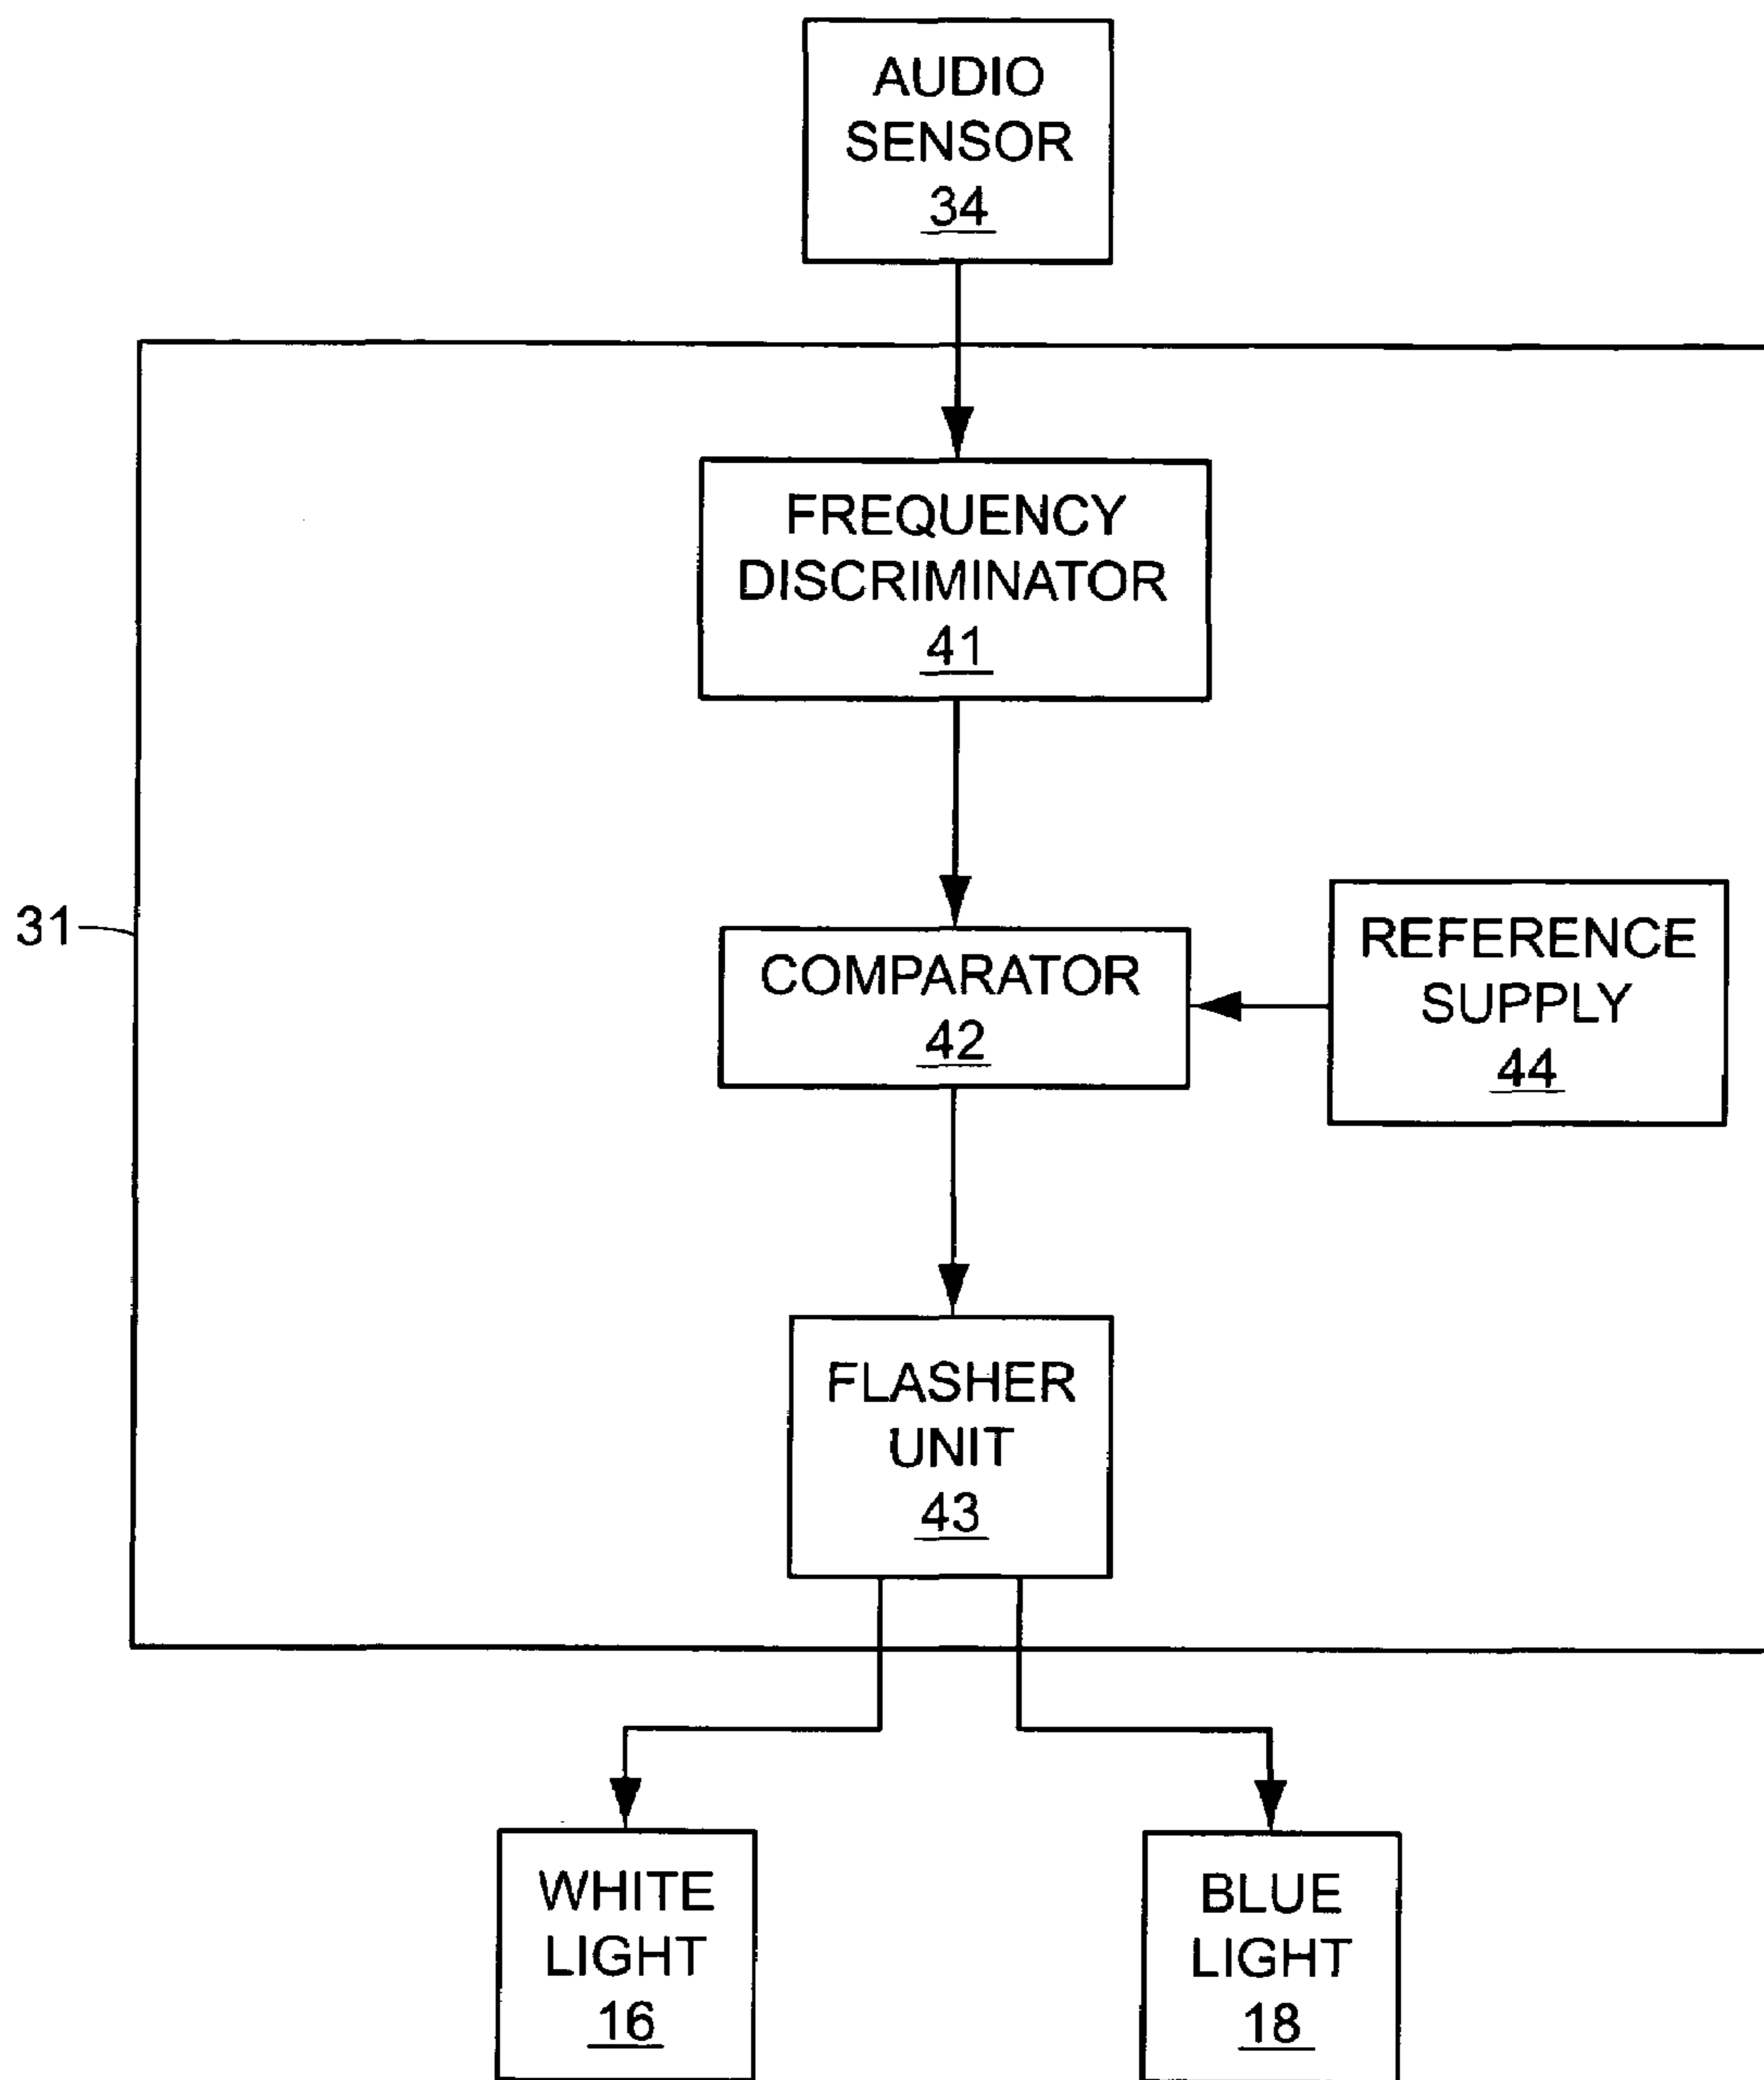 AUDIO
SENSOR
34
FREQUENCY
DISCRIMINATOR
41
31
COMPARATOR
42
REFERENCE
SUPPLY
44
FLASHER
UNIT
43
WHITE
LIGHT
16
BLUE
LIGHT
18